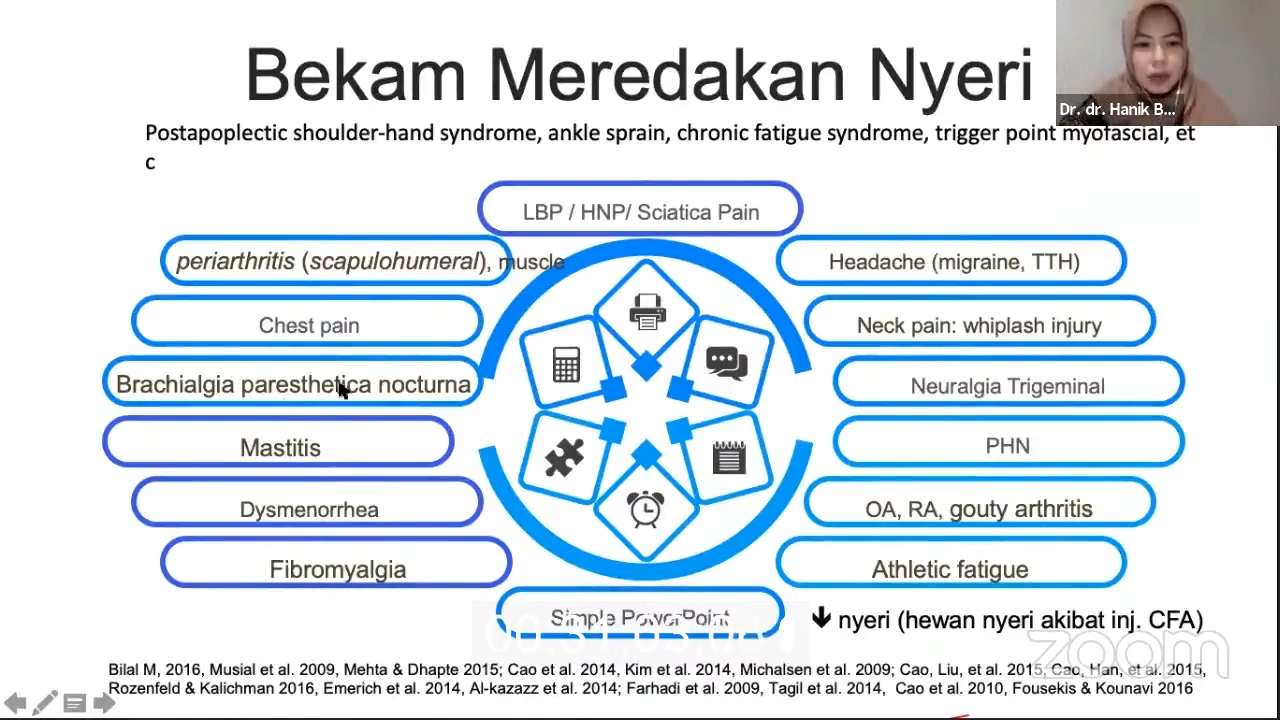 Bekam Meredakan Nyeri
Dr. dr. Hanik B...
Postapoplectic shoulder-hand syndrome, ankle sprain, chronic fatigue syndrome, trigger point myofascial, et
c
LBP / HNP/ Sciatica Pain
periarthritis (scapulohumeral), muscle
Chest pain
Brachialgia paresthetica nocturna
Mastitis
Dysmenorrhea
Fibromyalgia
Headache (migraine, TTH)
Neck pain: whiplash injury
Neuralgia Trigeminal
PHN
OA, RA, gouty arthritis
Athletic fatigue
Simple PowerPoint
nyeri (hewan nyeri akibat inj. CFA)
zoom
Bilal M, 2016, Musial et al. 2009, Mehta & Dhapte 2015; Cao et al. 2014, Kim et al. 2014, Michalsen et al. 2009; Cao, Liu, et al. 2015, Cao, Han, et al. 2015,
Rozenfeld & Kalichman 2016, Emerich et al. 2014, Al-kazazz et al. 2014; Farhadi et al. 2009, Tagil et al. 2014, Cao et al. 2010, Fousekis & Kounavi 2016